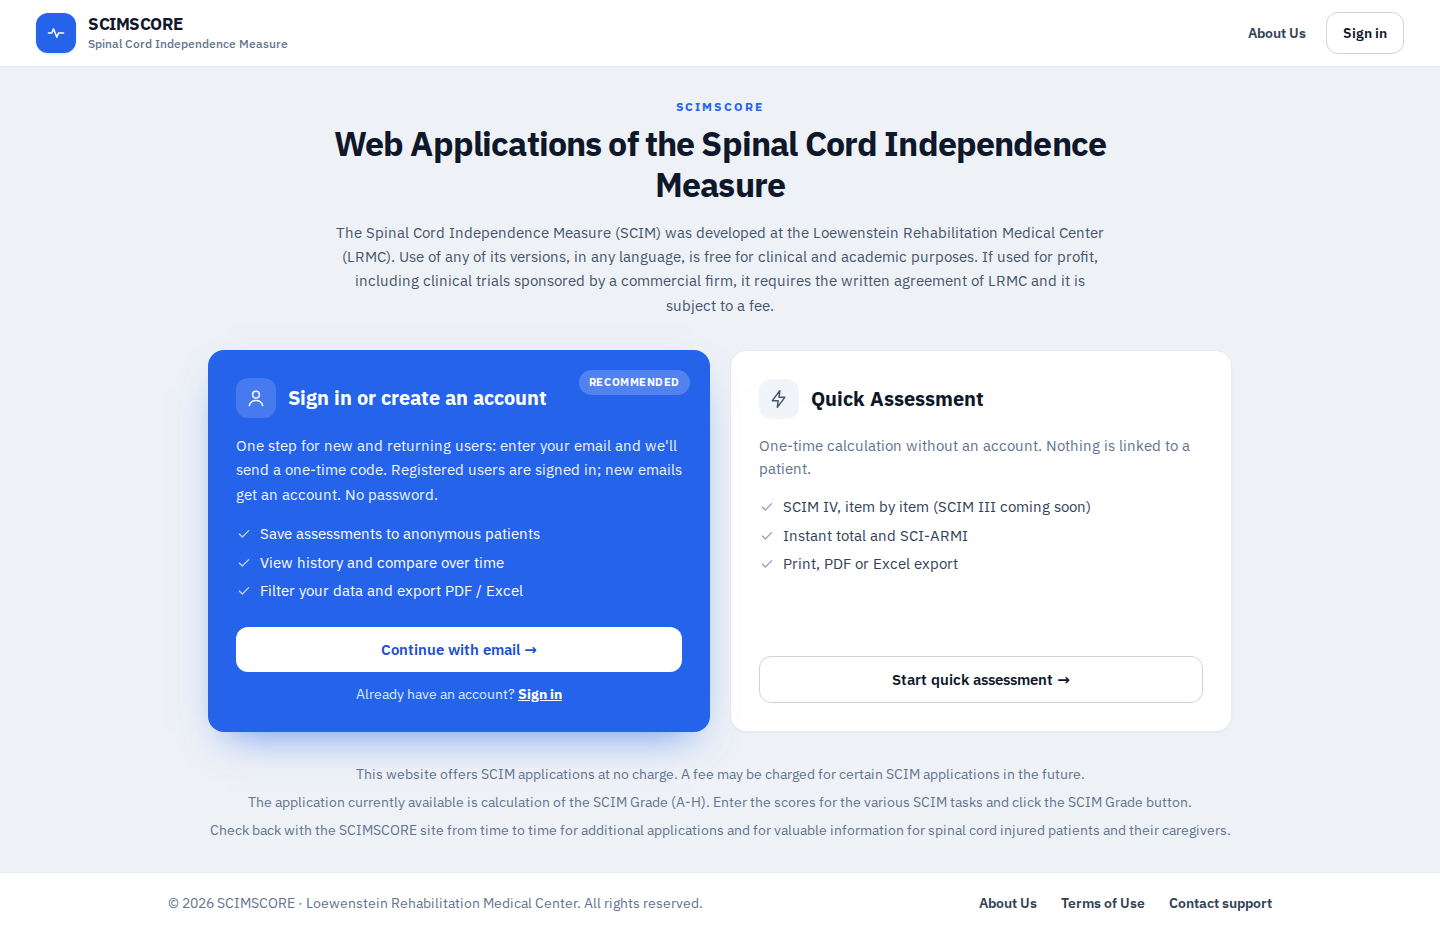 SCIMSCORE
Spinal Cord Independence Measure
About Us
Sign in
SCIMSCORE
Web Applications of the Spinal Cord Independence
Measure
The Spinal Cord Independence Measure (SCIM) was developed at the Loewenstein Rehabilitation Medical Center
(LRMC). Use of any of its versions, in any language, is free for clinical and academic purposes. If used for profit,
including clinical trials sponsored by a commercial firm, it requires the written agreement of LRMC and it is
subject to a fee.
RECOMMENDED
Sign in or create an account
One step for new and returning users: enter your email and we'll
send a one-time code. Registered users are signed in; new emails
get an account. No password.
Save assessments to anonymous patients
View history and compare over time
Filter your data and export PDF / Excel
Continue with email →
Already have an account? Sign in
Quick Assessment
One-time calculation without an account. Nothing is linked to a
patient.
SCIM IV, item by item (SCIM III coming soon)
Instant total and SCI-ARMI
Print, PDF or Excel export
Start quick assessment →
This website offers SCIM applications at no charge. A fee may be charged for certain SCIM applications in the future.
The application currently available is calculation of the SCIM Grade (A-H). Enter the scores for the various SCIM tasks and click the SCIM Grade button.
Check back with the SCIMSCORE site from time to time for additional applications and for valuable information for spinal cord injured patients and their caregivers.
© 2026 SCIMSCORE · Loewenstein Rehabilitation Medical Center. All rights reserved.
About Us
Terms of Use
Contact support